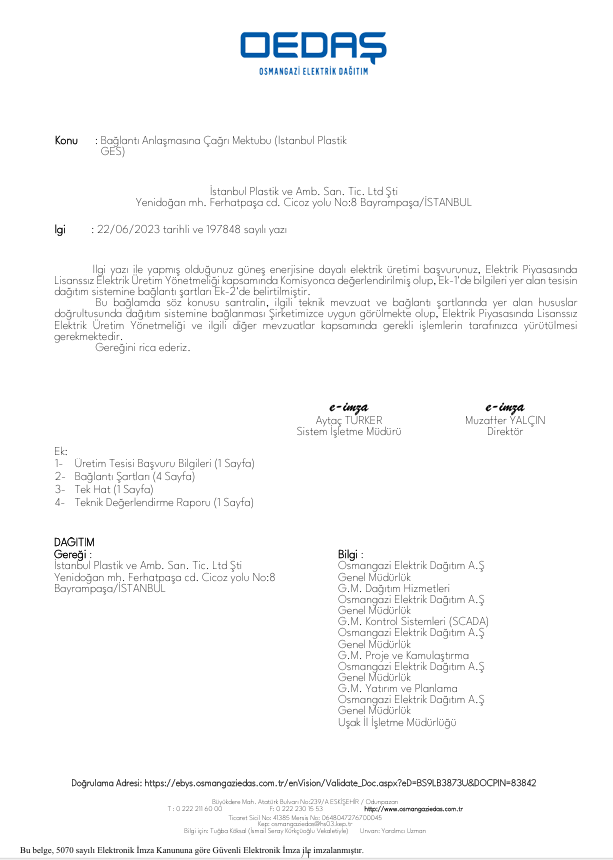 OEDAŞ
OSMANGAZİ ELEKTRİK DAĞITIM
Konu : Bağlantı Anlaşmasına Çağrı Mektubu (Istanbul Plastik
GES)
İstanbul Plastik ve Amb. San. Tic. Ltd Şti
Yenidoğan mh. Ferhatpaşa cd. Cicoz yolu No:8 Bayrampaşa/İSTANBUL
Igi : 22/06/2023 tarihli ve 197848 sayılı yazı
Ilgi yazı ile yapmış olduğunuz güneş enerjisine dayalı elektrik üretimi başvurunuz, Elektrik Piyasasında
Lisanssız Elektrik Üretim Yönetmeliği kapsamında Komisyonca değerlendirilmiş olup, Ek-1'de bilgileri yer alan tesisin
dağıtım sistemine bağlantı şartları Ek-2'de belirtilmiştir.
Bu bağlamda söz konusu santralin, ilgili teknik mevzuat ve bağlantı şartlarında yer alan hususlar
doğrultusunda dağıtım sistemine bağlanması Şirketimizce uygun görülmekte olup, Elektrik Piyasasında Lisanssız
Elektrik Üretim Yönetmeliği ve ilgili diğer mevzuatlar kapsamında gerekli işlemlerin tarafınızca yürütülmesi
gerekmektedir.
Gereğini rica ederiz.
e-imza e-imza
Aytaç TÜRKER Muzaffer YALÇIN
Sistem İşletme Müdürü Direktör
Ek:
1- Üretim Tesisi Başvuru Bilgileri (1 Sayfa)
2- Bağlantı Şartları (4 Sayfa)
3- Tek Hat (1 Sayfa)
4- Teknik Değerlendirme Raporu (1 Sayfa)
DAĞITIM
Gereği :
İstanbul Plastik ve Amb. San. Tic. Ltd Şti
Yenidoğan mh. Ferhatpaşa cd. Cicoz yolu No:8
Bayrampaşa/İSTANBUL
Bilgi :
Osmangazi Elektrik Dağıtım A.Ş
Genel Müdürlük
G.M. Dağıtım Hizmetleri
Osmangazi Elektrik Dağıtım A.Ş
Genel Müdürlük
G.M. Kontrol Sistemleri (SCADA)
Osmangazi Elektrik Dağıtım A.Ş
Genel Müdürlük
G.M. Proje ve Kamulaştırma
Osmangazi Elektrik Dağıtım A.Ş
Genel Müdürlük
G.M. Yatırım ve Planlama
Osmangazi Elektrik Dağıtım A.Ş
Genel Müdürlük
Uşak İl İşletme Müdürlüğü
Doğrulama Adresi: https://ebys.osmangaziedas.com.tr/enVision/Validate_Doc.aspx?eD=BS9LB3873U&DOCPIN=83842
Büyükdere Mah. Atatürk Bulvarı No:239/A ESKİŞEHİR / Odunpazarı
T : 0 222 211 60 00 F: 0 222 230 15 53 http://www.osmangaziedas.com.tr
Ticaret Sicil No: 41385 Mersis No: 0648047276700045
Kep: osmangaziedas@hs03.kep.tr
Bilgi için: Tuğba Köksal (İsmail Seray Kürkçüoğlu Vekaletiyle) Unvan: Yardımcı Uzman
Bu belge, 5070 sayılı Elektronik İmza Kanununa göre Güvenli Elektronik İmza ile imzalanmıştır.